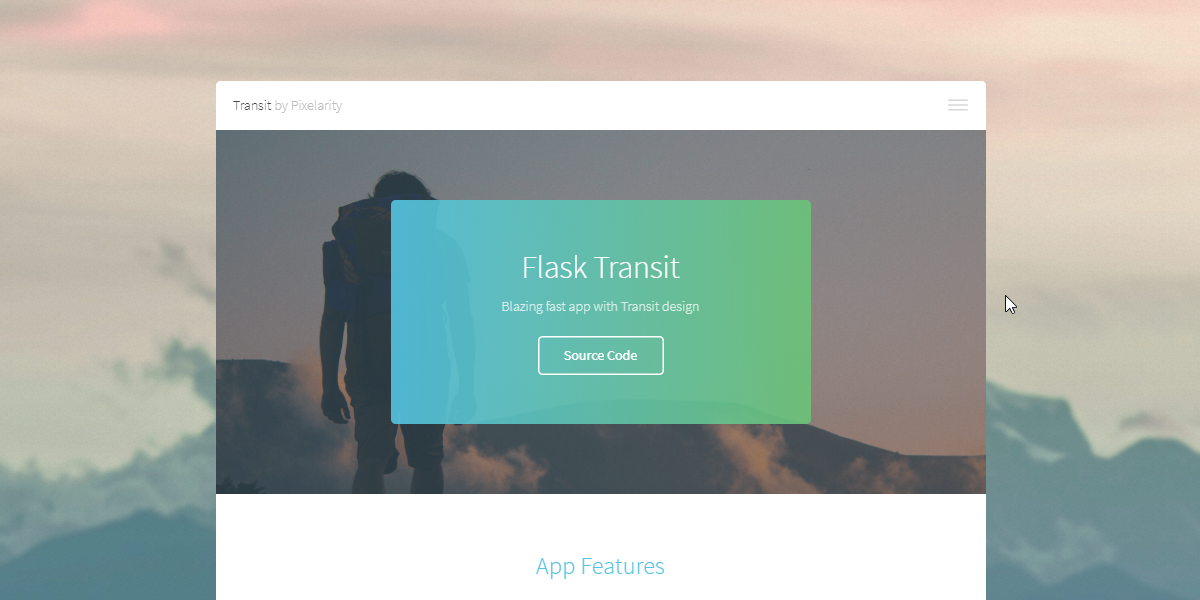 Transit by Pixelarity
Flask Transit
Blazing fast app with Transit design
Source Code
App Features